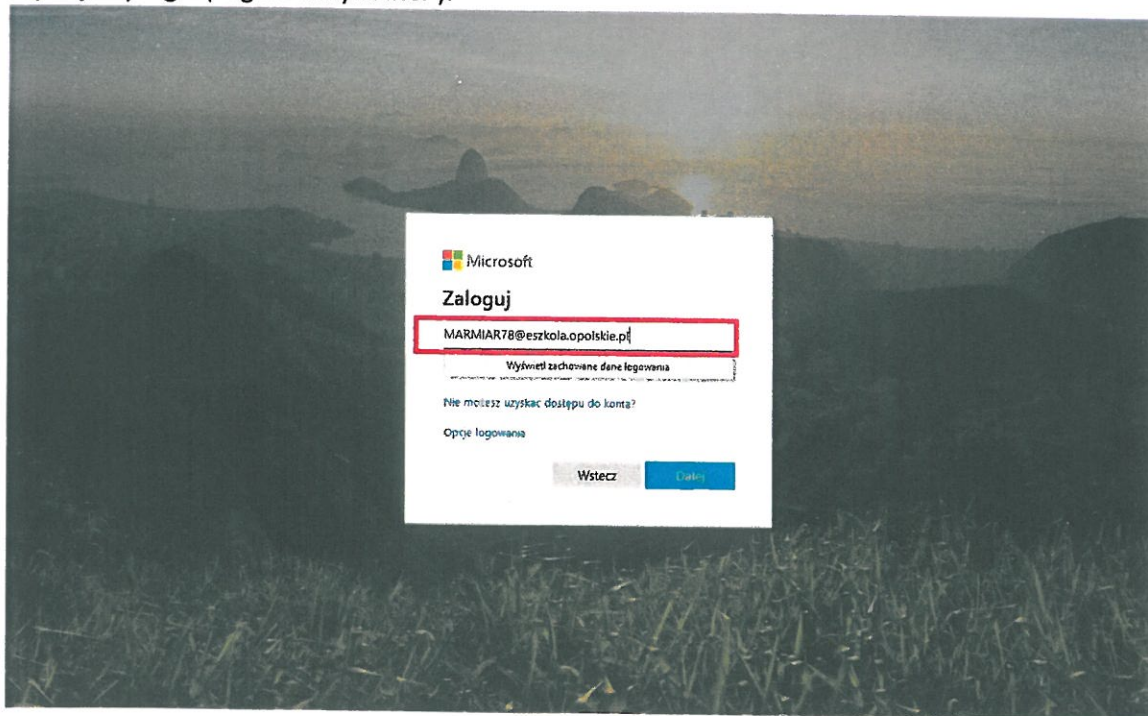 Microsoft
Zaloguj
MARMIAR78@eszkola.opolskie.pl
Wyświetl zachowane dane logowania
Nie możesz uzyskać dostępu do konta?
Opcje logowania
Wstecz
Dalej